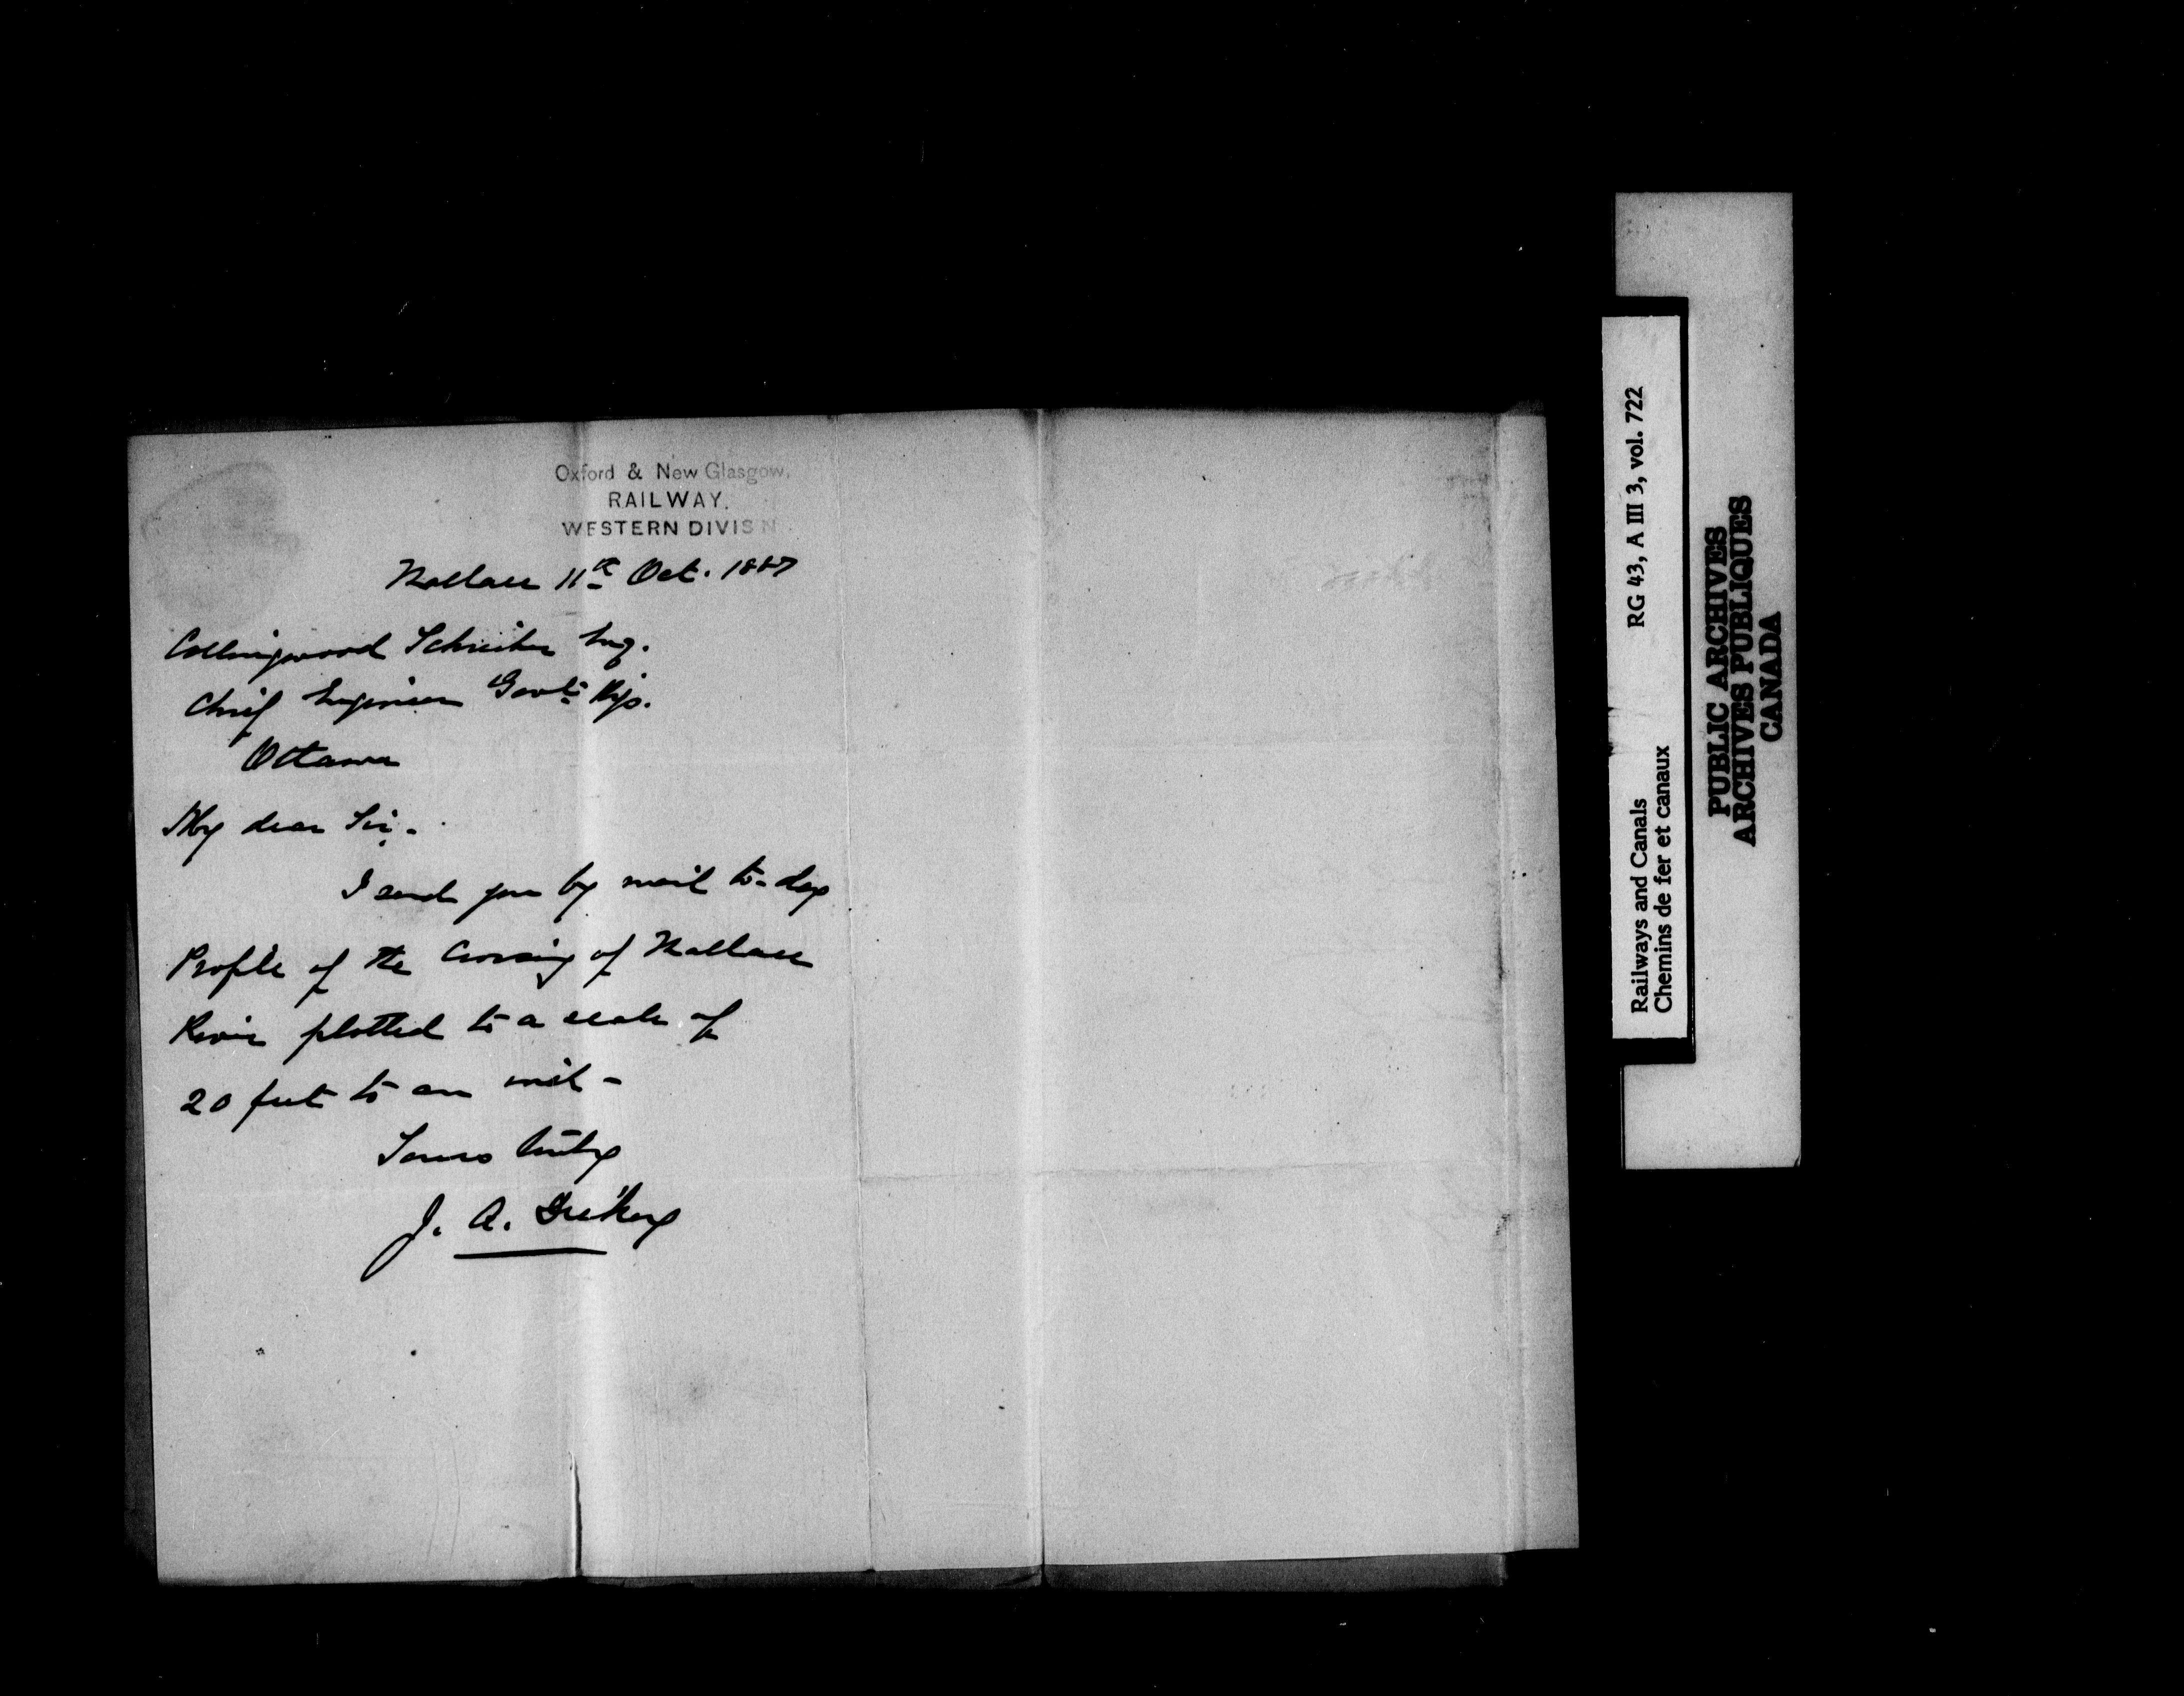 Oxford & New Glasgow.
RAILWAY.
WESTERN DIVISN.
Wallace 11th Oct. 1887
Collingwood Schreiber Esq.
Chief Engineer Govt. Rys.
Ottawa
My dear Sir.
I send you by mail to-day
Profile of the Crossing of Wallace
River plotted to a scale of
20 feet to an inch -
Yours truly
J. A.
RG 43, A III 3, vol. 722
Railways and Canals
Chemins de fer et canaux
PUBLIC ARCHIVES
ARCHIVES PUBLIQUES
CANADA